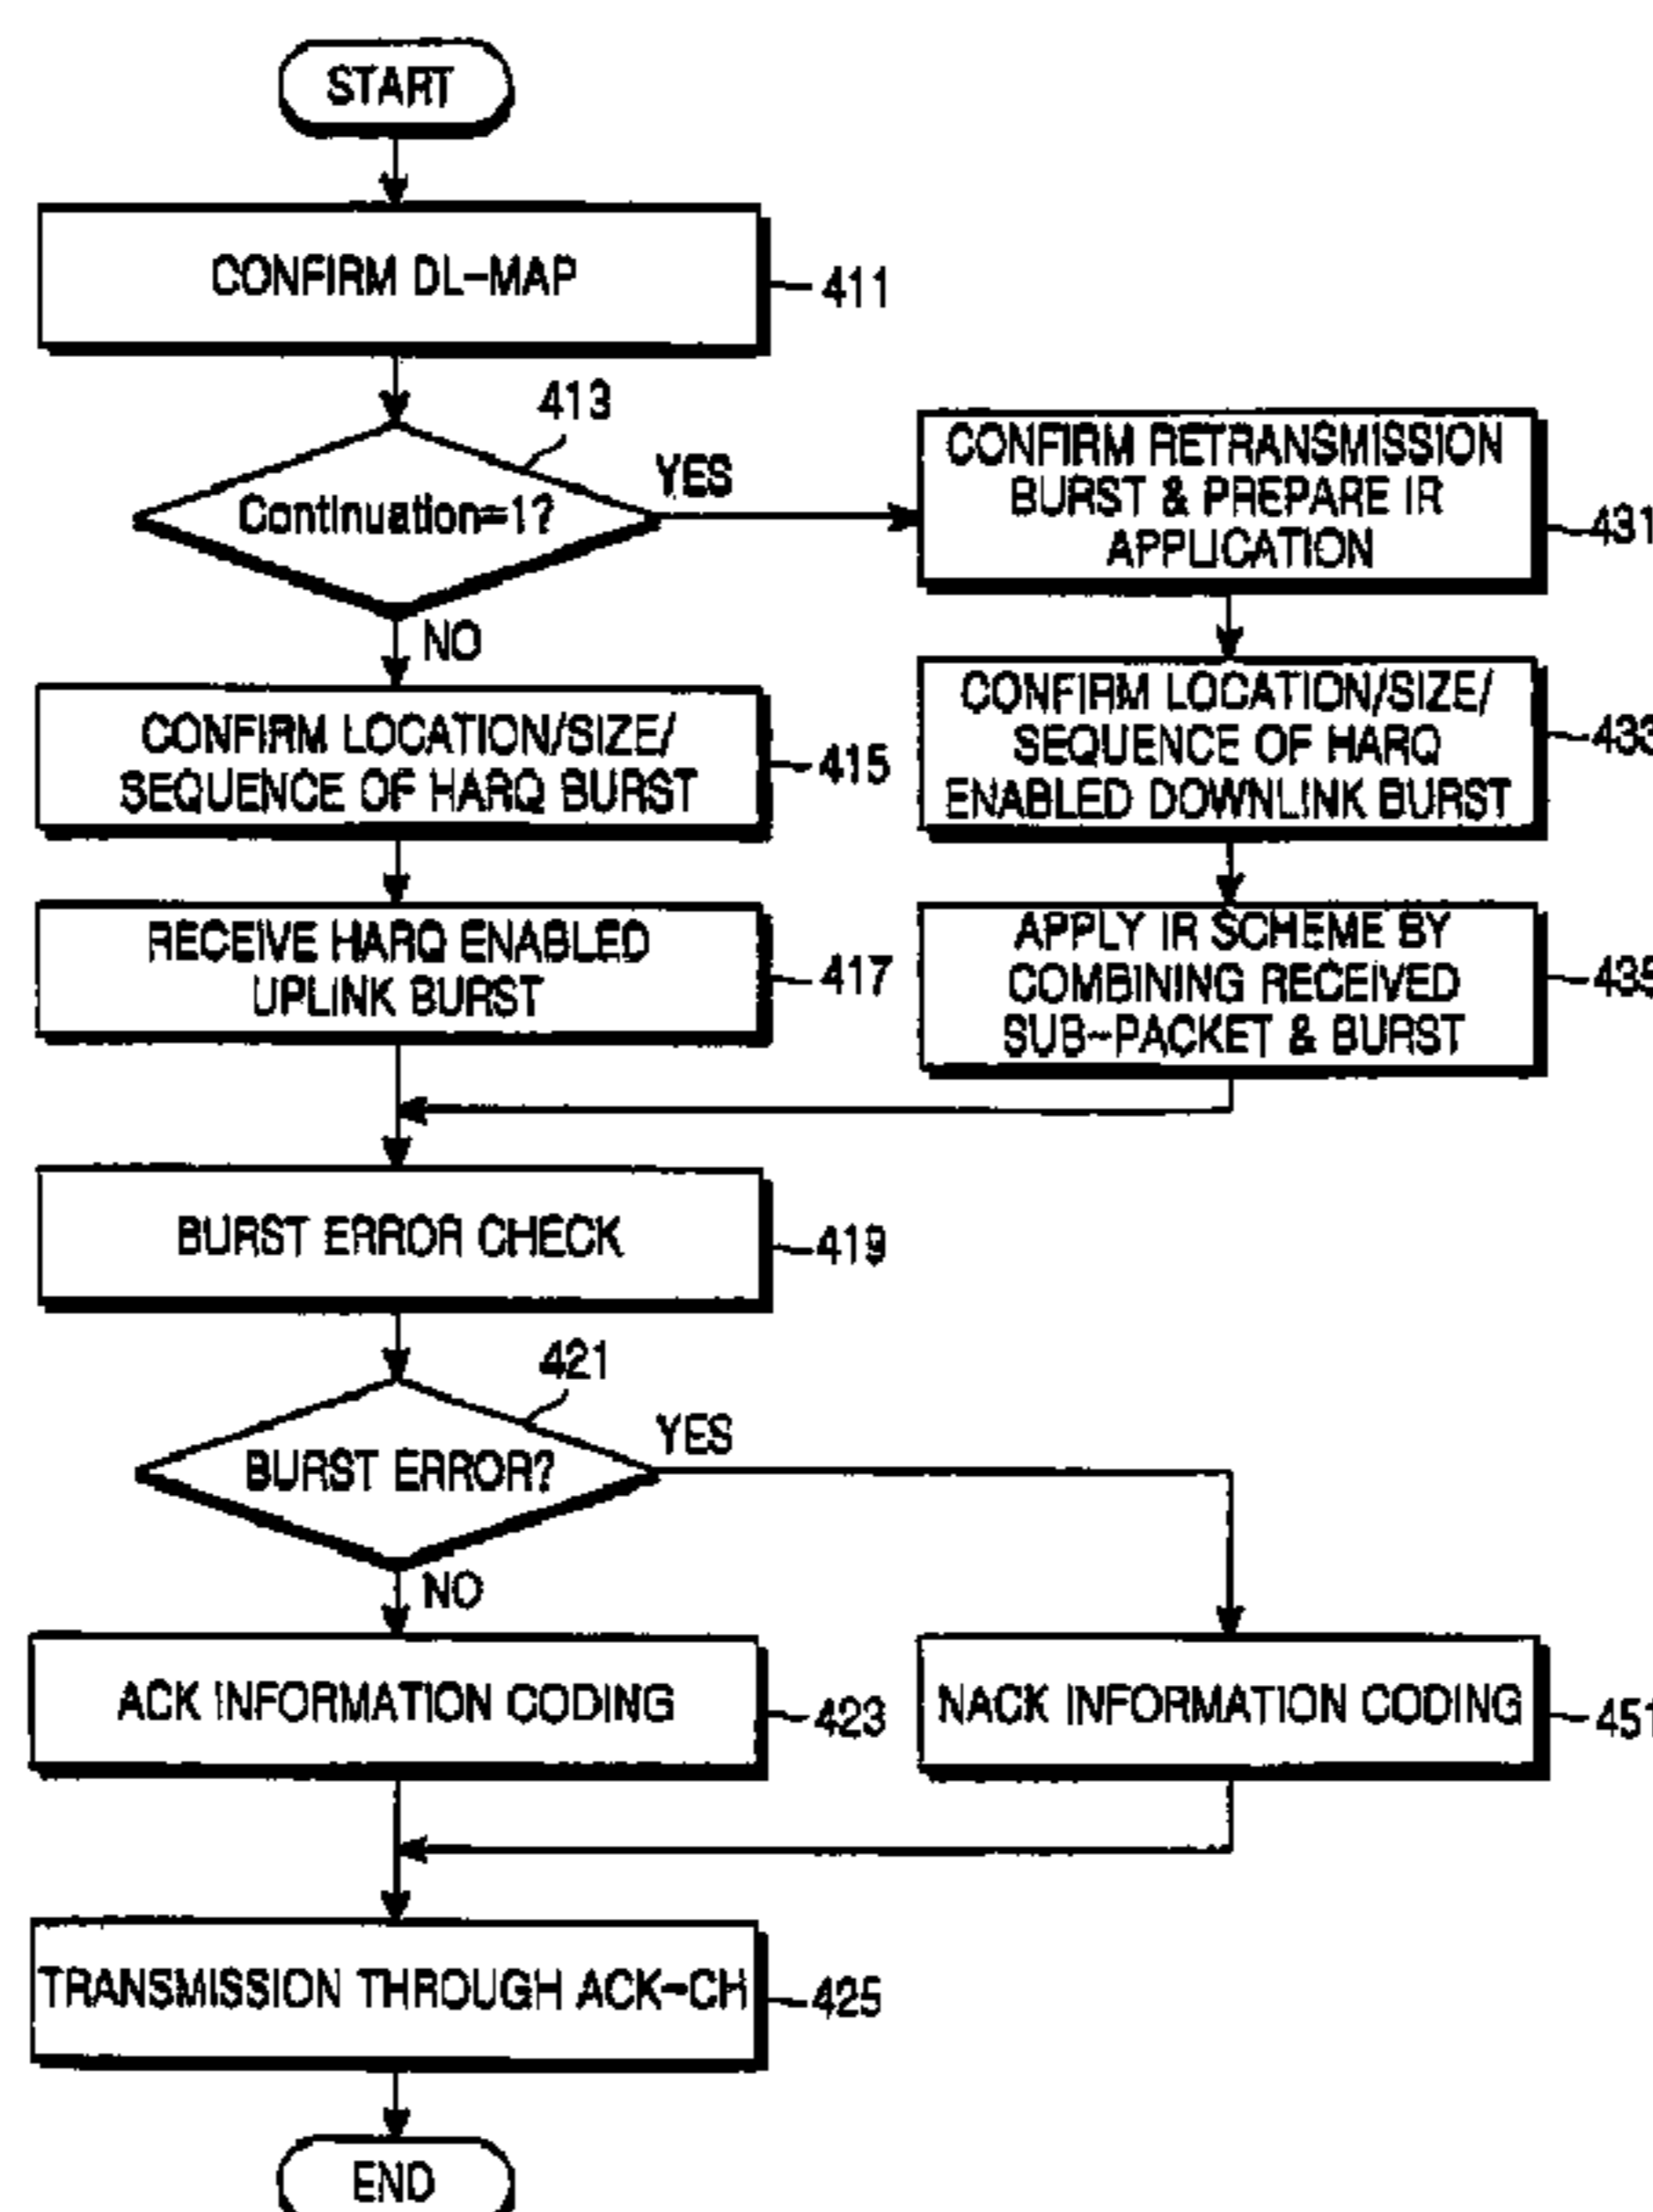 START
CONFIRM DL-MAP
411
413
Continuation=1?
YES
NO
CONFIRM RETRANSMISSION
BURST & PREPARE IR
APPLICATION
431
CONFIRM LOCATION/SIZE/
SEQUENCE OF HARQ BURST
415
CONFIRM LOCATION/SIZE/
SEQUENCE OF HARQ
ENABLED DOWNLINK BURST
433
RECEIVE HARQ ENABLED
UPLINK BURST
417
APPLY IR SCHEME BY
COMBINING RECEIVED
SUB-PACKET & BURST
435
BURST ERROR CHECK
419
421
BURST ERROR?
YES
NO
ACK INFORMATION CODING
423
NACK INFORMATION CODING
451
TRANSMISSION THROUGH ACK-CH
425
END